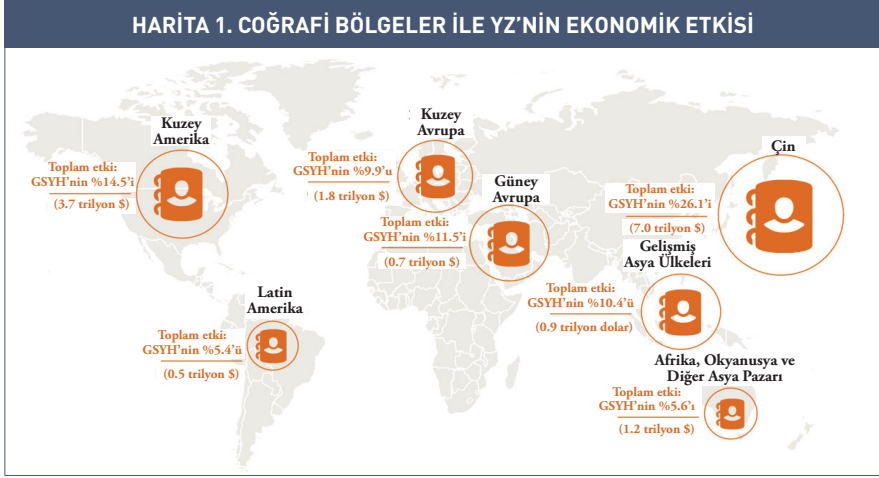 HARİTA 1. COĞRAFİ BÖLGELER İLE YZ'NİN EKONOMİK ETKİSİ
Kuzey
Amerika
Toplam etki:
GSYH'nin %14.5'i
(3.7 trilyon $)
Kuzey
Avrupa
Toplam etki:
GSYH'nin %9.9'u
(1.8 trilyon $)
Güney
Avrupa
Toplam etki:
GSYH'nin %11.5'i
(0.7 trilyon $)
Çin
Toplam etki:
GSYH'nin %26.1'i
(7.0 trilyon $)
Gelişmiş
Asya Ülkeleri
Toplam etki:
GSYH'nin %10.4'ü
(0.9 trilyon dolar)
Latin
Amerika
Toplam etki:
GSYH'nin %5.4'ü
(0.5 trilyon $)
Afrika, Okyanusya ve
Diğer Asya Pazarı
Toplam etki:
GSYH'nin %5.6'ı
(1.2 trilyon $)